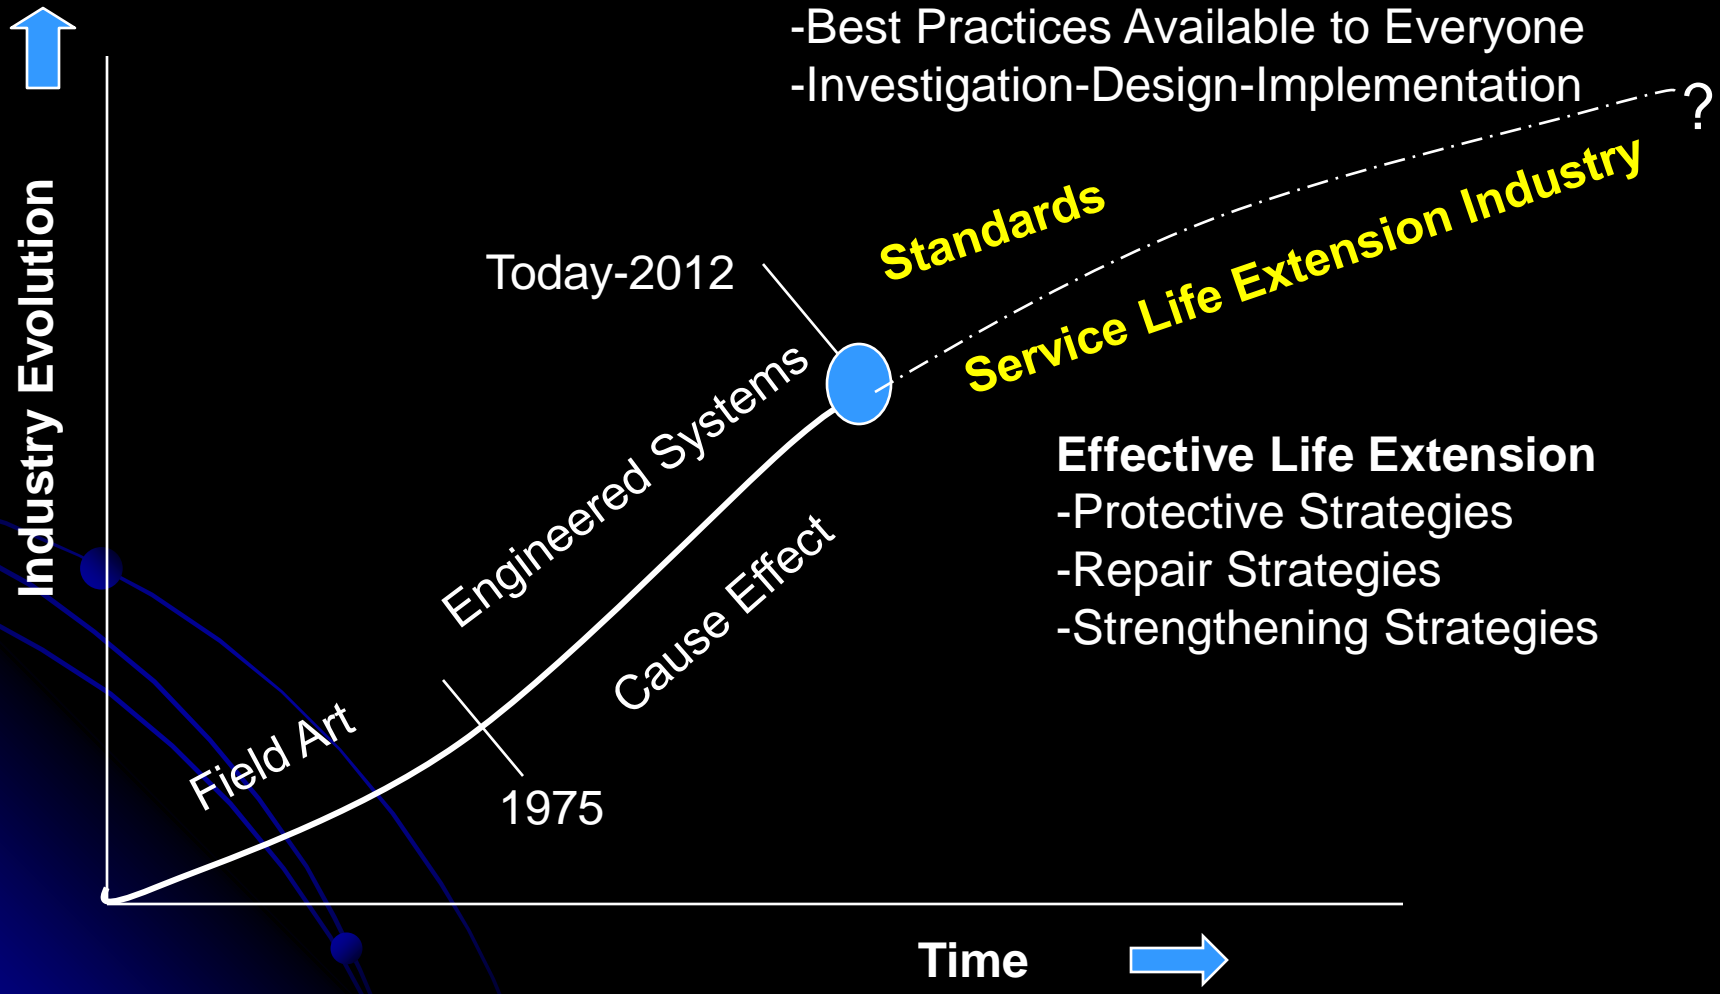 -Best Practices Available to Everyone
-Investigation-Design-Implementation
?
Standards
Service Life Extension Industry
Today-2012
Industry Evolution
Engineered Systems
Cause Effect
Effective Life Extension
-Protective Strategies
-Repair Strategies
-Strengthening Strategies
Field Art
1975
Time